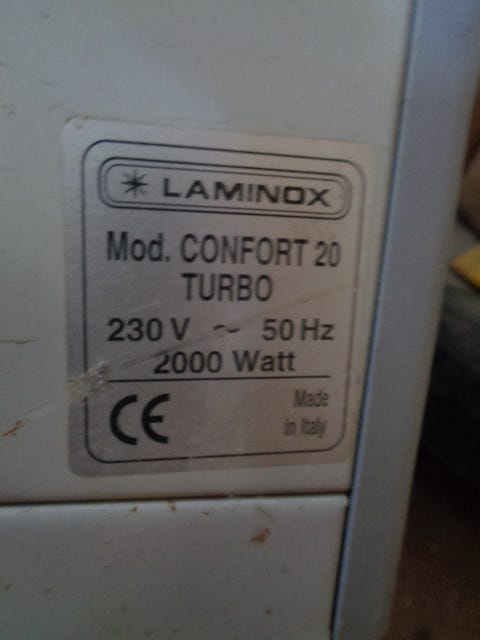 LAMINOX
Mod. CONFORT 20
TURBO
230 V ~ 50 Hz
2000 Watt
CE
Made
in Italy